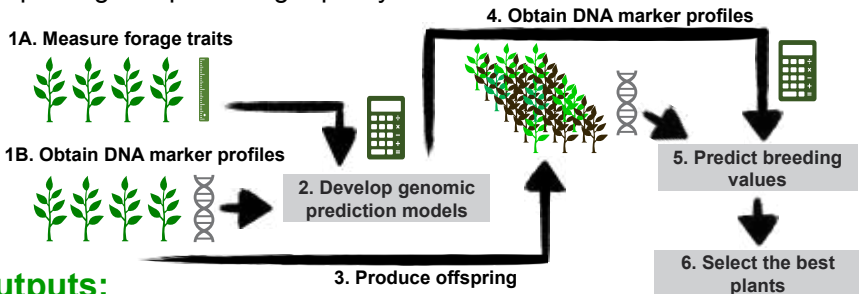 4. Obtain DNA marker profiles
1A. Measure forage traits
1B. Obtain DNA marker profiles
2. Develop genomic
prediction models
5. Predict breeding
values
3. Produce offspring
6. Select the best
plants